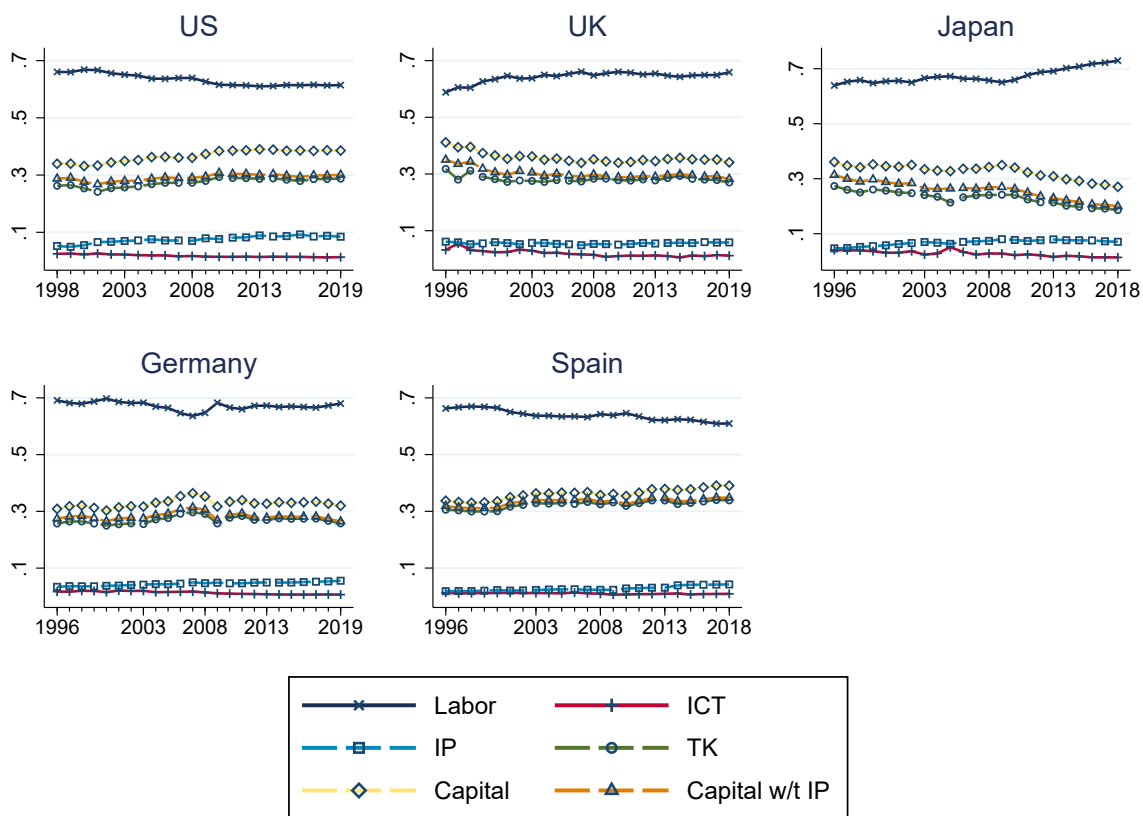 US
UK
Japan
.7
.5
.3
.1
1998 2003 2008 2013 2019
.7
.5
.3
.1
1996 2003 2008 2013 2019
.7
.5
.3
.1
1996 2003 2008 2013 2018
Germany
Spain
.7
.5
.3
.1
1996 2003 2008 2013 2019
.7
.5
.3
.1
1996 2003 2008 2013 2018
Labor
ICT
IP
TK
Capital
Capital w/t IP